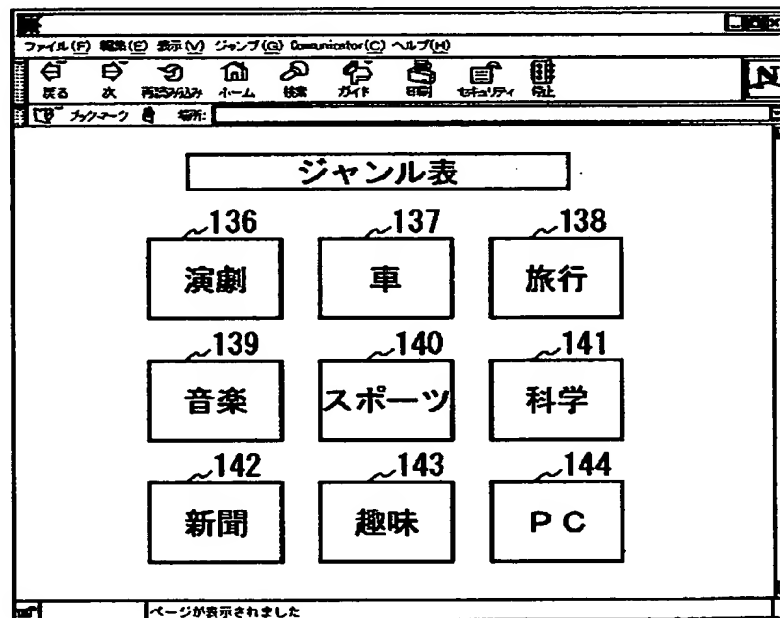 ファイル(F) 編集(E) 表示(V) ジャンプ(G) Communicator(C) ヘルプ(H)
戻る 次 再読み込み ホーム 検索 ガイド 印刷 セキュリティ 停止
N
ブックマーク 場所:
ジャンル表
136 137 138
演劇 車 旅行
139 140 141
音楽 スポーツ 科学
142 143 144
新聞 趣味 PC
ページが表示されました